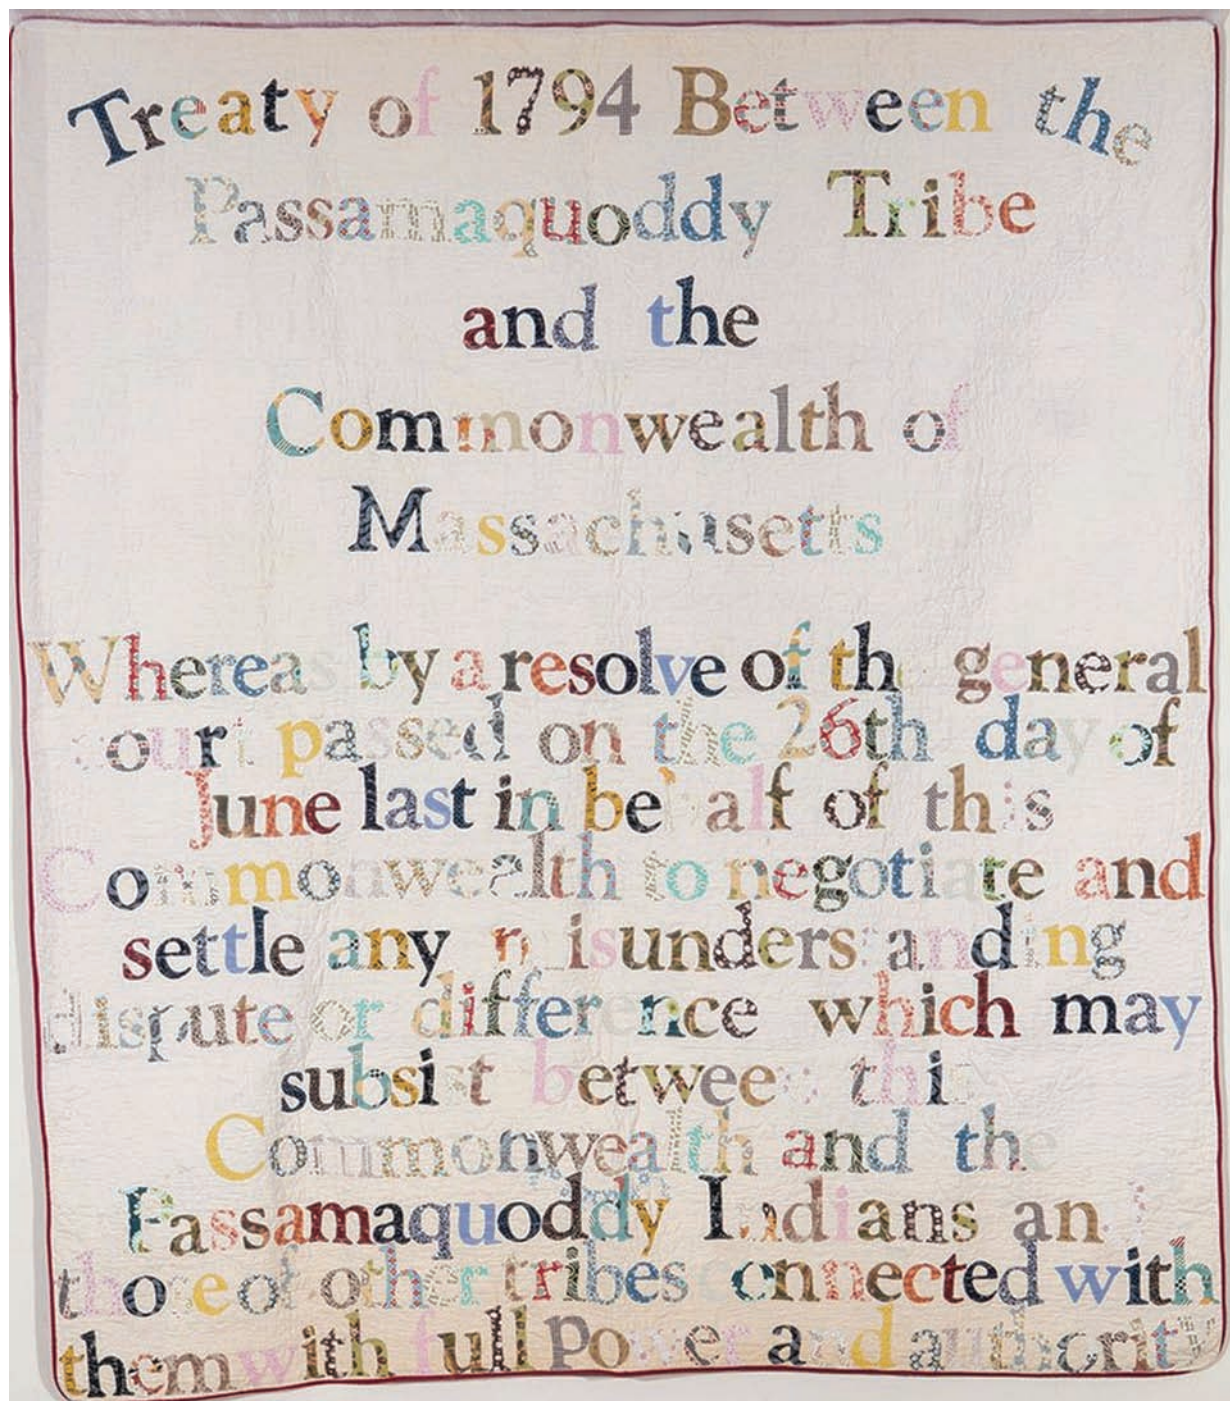 Treaty of 1794 Between the
Passamaquoddy Tribe
and the
Commonwealth of
Massachusetts
Whereas by a resolve of the general
court passed on the 26th day of
June last in behalf of this
Commonwealth to negotiate and
settle any misunderstanding
dispute or difference which may
subsist between this
Commonwealth and the
Passamaquoddy Indians and
those of other tribes connected with
them with full power and authority